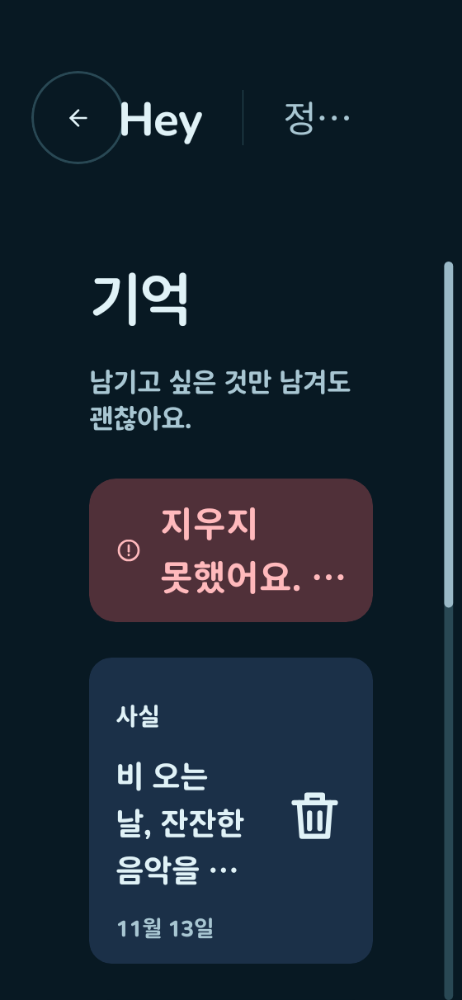 Hey
정…
기억
남기고 싶은 것만 남겨도
괜찮아요.
지우지
못했어요. …
사실
비 오는
날, 잔잔한
음악을 …
11월 13일